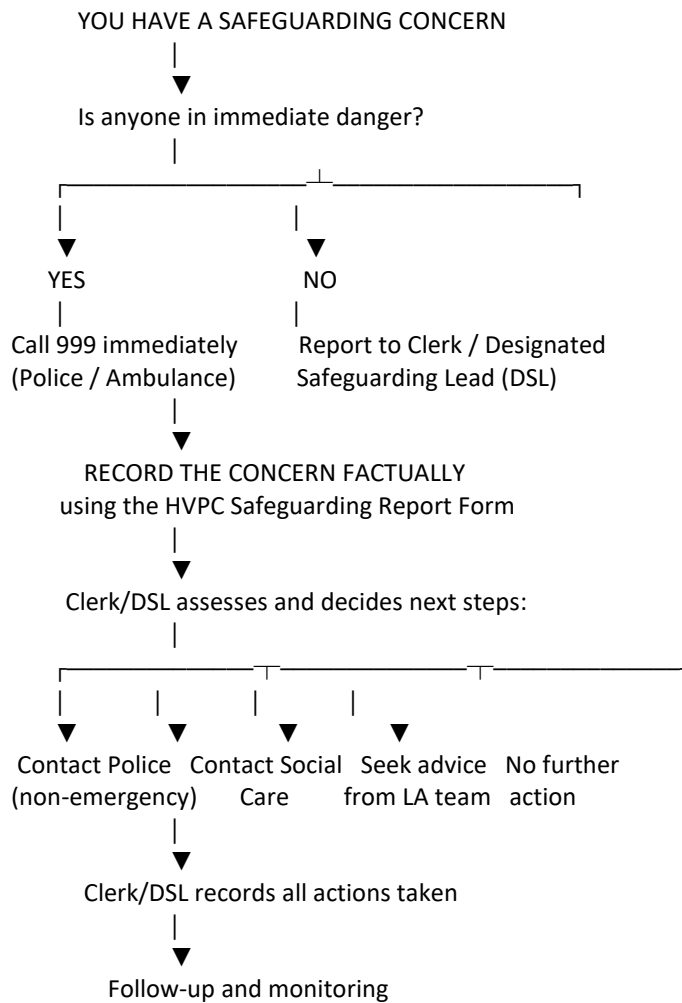 YOU HAVE A SAFEGUARDING CONCERN
Is anyone in immediate danger?
YES NO
Call 999 immediately Report to Clerk / Designated
(Police / Ambulance) Safeguarding Lead (DSL)
RECORD THE CONCERN FACTUALLY
using the HVPC Safeguarding Report Form
Clerk/DSL assesses and decides next steps:
Contact Police Contact Social Seek advice No further
(non-emergency) Care from LA team action
Clerk/DSL records all actions taken
Follow-up and monitoring